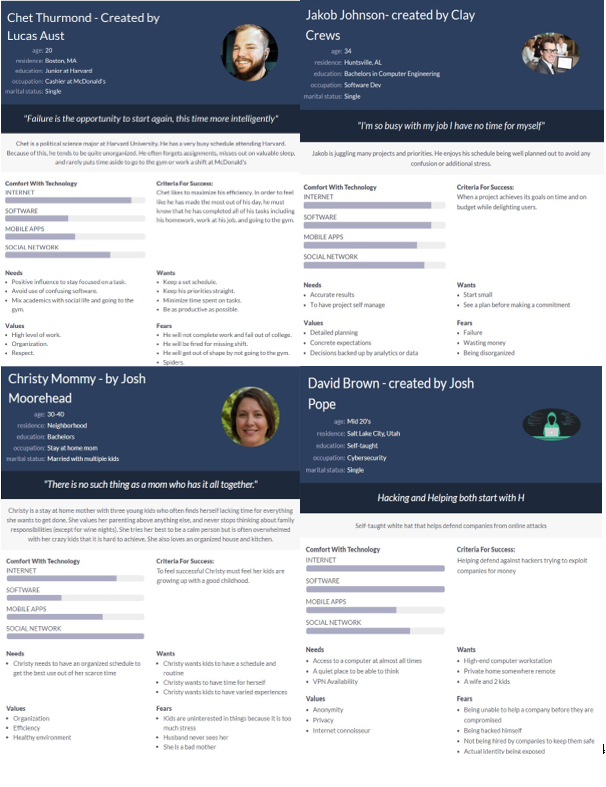 Chet Thurmond - Created by
Lucas Aust
age: 20
residence: Boston, MA
education: Junior at Harvard
occupation: Cashier at McDonald's
marital status: Single
"Failure is the opportunity to start again, this time more intelligently"
Chet is a political science major at Harvard University. He has a very busy schedule attending Harvard.
Because of this, he tends to be quite unorganized. He often forgets assignments, misses out on valuable sleep,
and rarely puts time aside to go to the gym or work a shift at McDonald's
Comfort With Technology
INTERNET
SOFTWARE
MOBILE APPS
SOCIAL NETWORK
Criteria For Success:
Chet likes to maximize his efficiency. In order to feel
like he has made the most out of his day, he must
know that he has completed all of his tasks including
his homework, work at his job, and going to the gym.
Needs
• Positive influence to stay focused on a task.
• Avoid use of confusing software.
• Mix academics with social life and going to the
gym.
Wants
• Keep a set schedule.
• Keep his priorities straight.
• Minimize time spent on tasks.
• Be as productive as possible.
Values
• High level of work.
• Organization.
• Respect.
Fears
• He will not complete work and fail out of college.
• He will be fired for missing shift.
• He will get out of shape by not going to the gym.
• Spiders.
Jakob Johnson- created by Clay
Crews
age: 34
residence: Huntsville, AL
education: Bachelors in Computer Engineering
occupation: Software Dev
marital status: Single
"I'm so busy with my job I have no time for myself"
Jakob is juggling many projects and priorities. He enjoys his schedule being well planned out to avoid any
confusion or additional stress.
Comfort With Technology
INTERNET
SOFTWARE
MOBILE APPS
SOCIAL NETWORK
Criteria For Success:
When a project achieves its goals on time and on
budget while delighting users.
Needs
• Accurate results
• To have project self manage
Wants
• Start small
• See a plan before making a commitment
Values
• Detailed planning
• Concrete expectations
• Decisions backed up by analytics or data
Fears
• Failure
• Wasting money
• Being disorganized
Christy Mommy - by Josh
Moorehead
age: 30-40
residence: Neighborhood
education: Bachelors
occupation: Stay at home mom
marital status: Married with multiple kids
"There is no such thing as a mom who has it all together."
Christy is a stay at home mother with three young kids who often finds herself lacking time for everything
she wants to get done. She values her parenting above anything else, and never stops thinking about family
responsibilities (except for wine nights). She tries her best to be a calm person but is often overwhelmed
with her crazy kids that it is hard to achieve. She also loves an organized house and kitchen.
Comfort With Technology
INTERNET
SOFTWARE
MOBILE APPS
SOCIAL NETWORK
Criteria For Success:
To feel successful Christy must feel her kids are
growing up with a good childhood.
Needs
• Christy needs to have an organized schedule to
get the best use out of her scarce time
Wants
• Christy wants kids to have a schedule and
routine
• Christy wants to have time for herself
• Christy wants kids to have varied experiences
Values
• Organization
• Efficiency
• Healthy environment
Fears
• Kids are uninterested in things because it is too
much stress
• Husband never sees her
• She is a bad mother
David Brown - created by Josh
Pope
age: Mid 20's
residence: Salt Lake City, Utah
education: Self-taught
occupation: Cybersecurity
marital status: Single
Hacking and Helping both start with H
Self-taught white hat that helps defend companies from online attacks
Comfort With Technology
INTERNET
SOFTWARE
MOBILE APPS
SOCIAL NETWORK
Criteria For Success:
Helping defend against hackers trying to exploit
companies for money
Needs
• Access to a computer at almost all times
• A quiet place to be able to think
• VPN Availability
Wants
• High-end computer workstation
• Private home somewhere remote
• A wife and 2 kids
Values
• Anonymity
• Privacy
• Internet connoisseur
Fears
• Being unable to help a company before they are
compromised
• Being hacked himself
• Not being hired by companies to keep them safe
• Actual identity being exposed